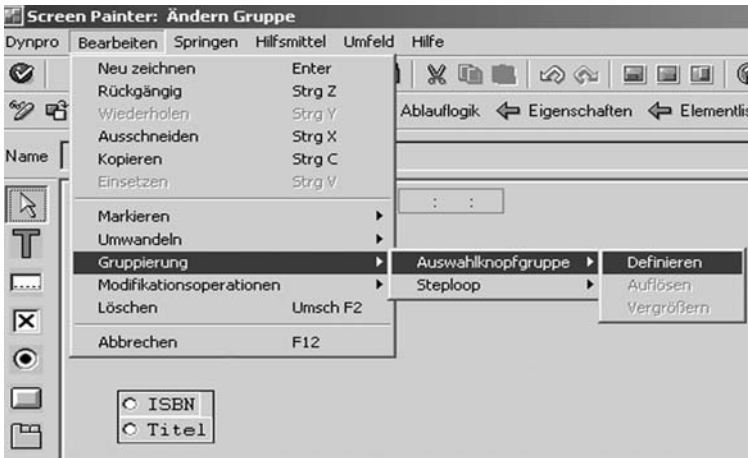 Screen Painter: Ändern Gruppe
Dynpro Bearbeiten Springen Hilfsmittel Umfeld Hilfe
Neu zeichnen Enter
Rückgängig Strg Z
Wiederholen Strg Y
Ablauflogik Eigenschaften Elementlis
Ausschneiden Strg X
Name
Kopieren Strg C
Einsetzen Strg V
: :
Markieren
T
Umwandeln
Gruppierung Auswahlknopfgruppe Definieren
Modifikationsoperationen Steploop Auflösen
Löschen Umsch F2 Vergrößern
Abbrechen F12
ISBN
Titel